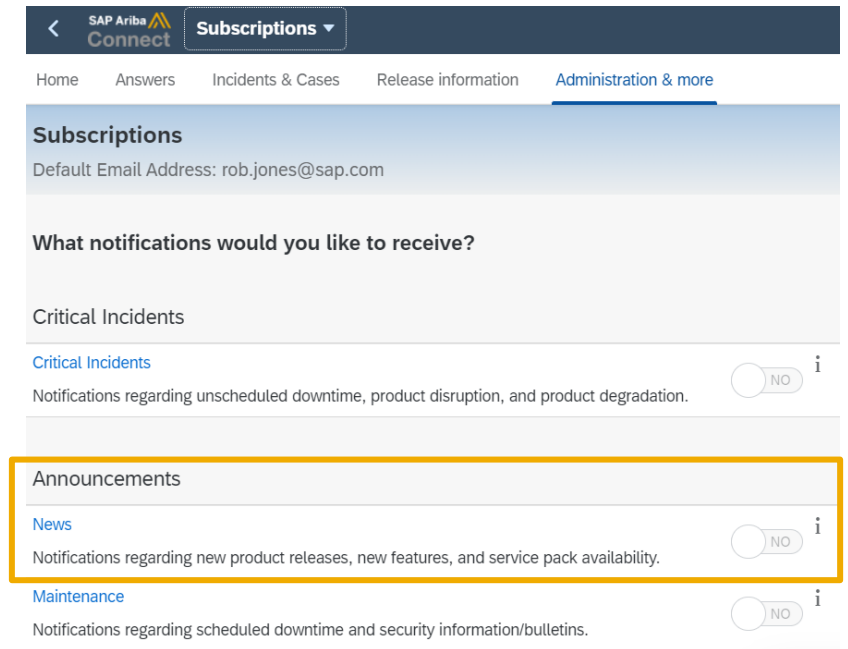 SAP Ariba
Connect
Subscriptions
Home Answers Incidents & Cases Release information Administration & more
Subscriptions
Default Email Address: rob.jones@sap.com
What notifications would you like to receive?
Critical Incidents
Critical Incidents
NO
i
Notifications regarding unscheduled downtime, product disruption, and product degradation.
Announcements
News
NO
i
Notifications regarding new product releases, new features, and service pack availability.
Maintenance
NO
i
Notifications regarding scheduled downtime and security information/bulletins.